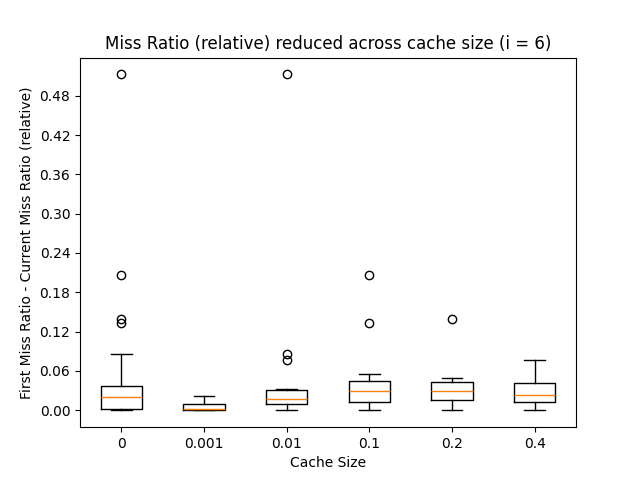 Miss Ratio (relative) reduced across cache size (i = 6)
First Miss Ratio - Current Miss Ratio (relative)
0.48
0.42
0.36
0.30
0.24
0.18
0.12
0.06
0.00
0 0.001 0.01 0.1 0.2 0.4
Cache Size